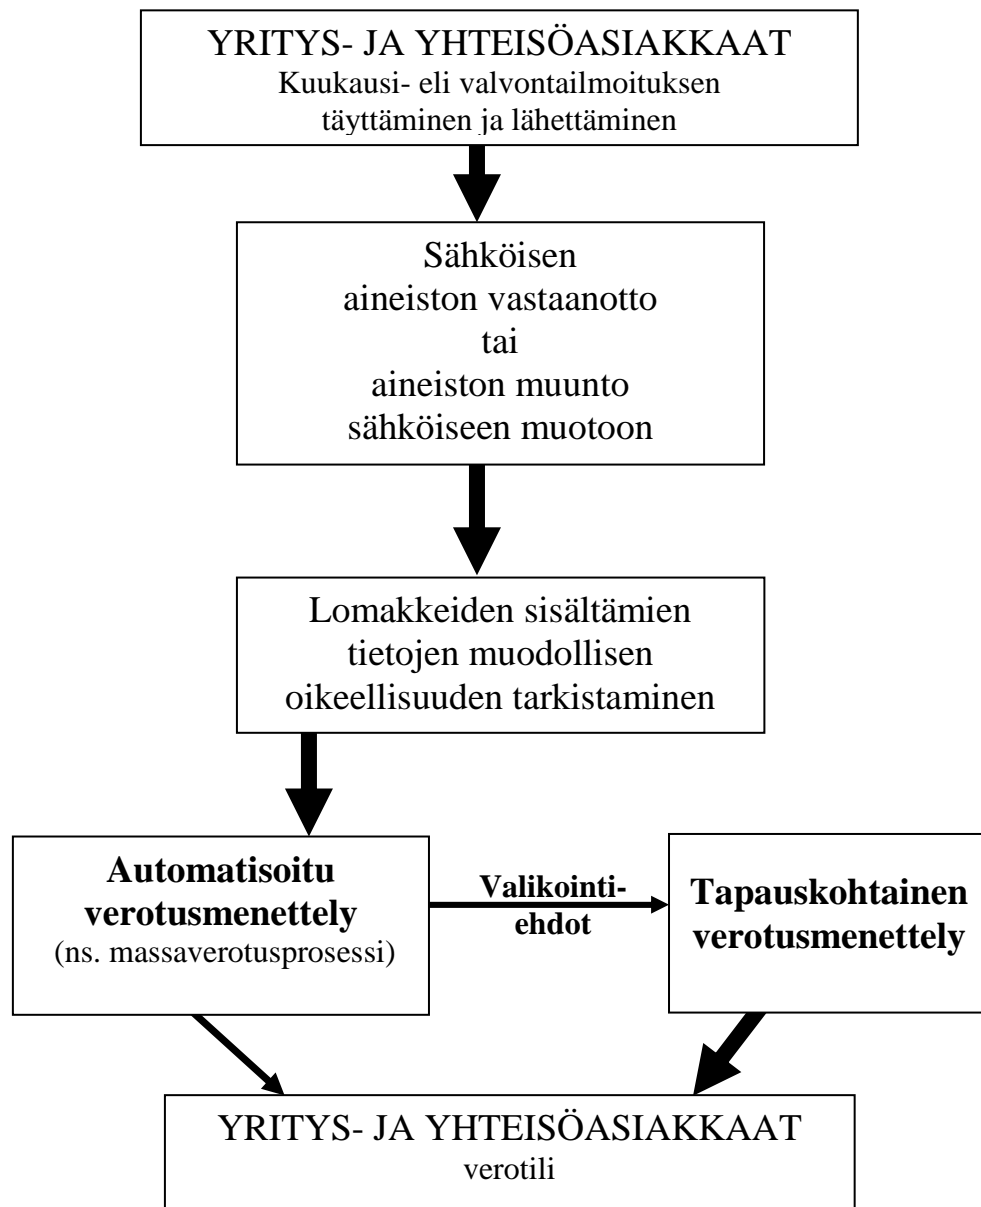 YRITYS- JA YHTEISÖASIAKKAAT
Kuukausi- eli valvontailmoituksen
täyttäminen ja lähettäminen
Sähköisen
aineiston vastaanotto
tai
aineiston muunto
sähköiseen muotoon
Lomakkeiden sisältämien
tietojen muodollisen
oikeellisuuden tarkistaminen
Automatisoitu
verotusmenettely
(ns. massaverotusprosessi)
Valikointi-
ehdot
Tapauskohtainen
verotusmenettely
YRITYS- JA YHTEISÖASIAKKAAT
verotili